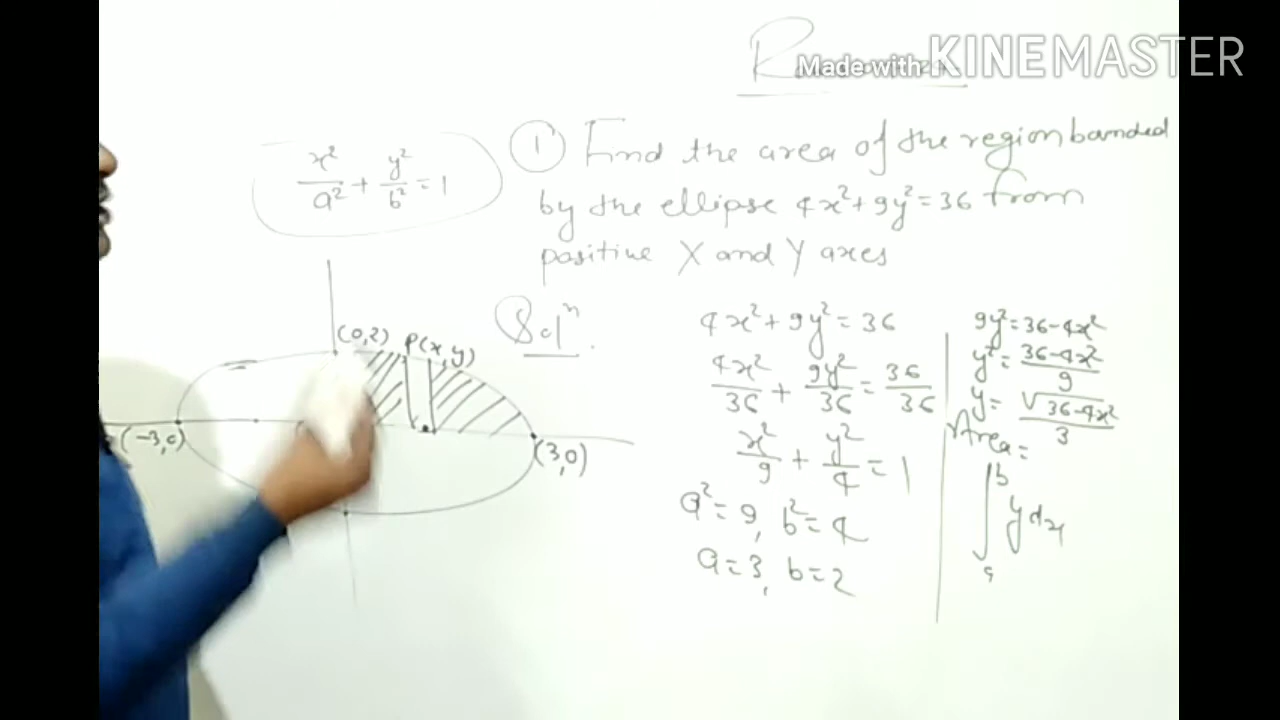 Made with KINEMASTER
x²/a² + y²/b² = 1
① Find the area of the region bounded
by the ellipse 4x² + 9y² = 36 from
positive X and Y axes
Solⁿ.
(0,2) P(x,y)
(-3,0)
(3,0)
4x² + 9y² = 36
4x²/36 + 9y²/36 = 36/36
x²/9 + y²/4 = 1
a² = 9, b² = 4
a = 3, b = 2
9y² = 36 - 4x²
y² = (36 - 4x²)/9
y = √(36 - 4x²)/3
Area =
∫ₐᵇ y dx